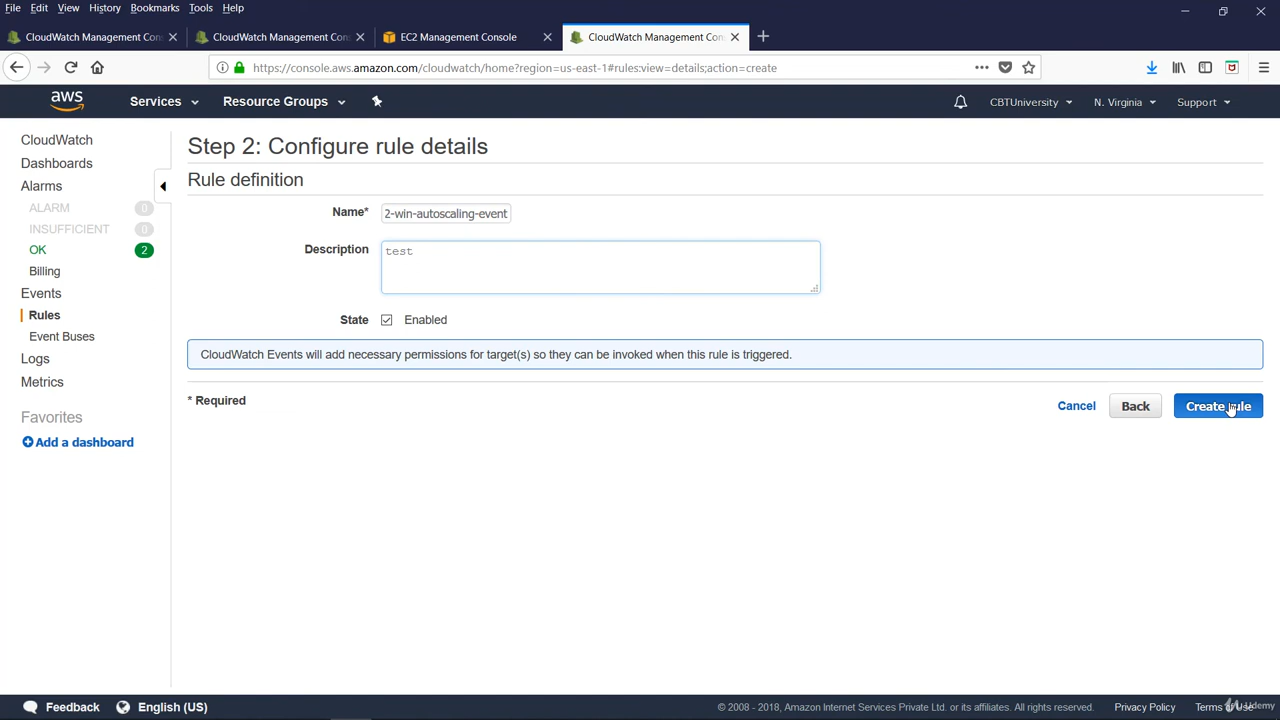 File Edit View History Bookmarks Tools Help
CloudWatch Management Con
CloudWatch Management Con
EC2 Management Console
CloudWatch Management Con
https://console.aws.amazon.com/cloudwatch/home?region=us-east-1#rules:view=details;action=create
aws Services Resource Groups CBTUniversity N. Virginia Support
CloudWatch
Dashboards
Alarms
ALARM 0
INSUFFICIENT 0
OK 2
Billing
Events
Rules
Event Buses
Logs
Metrics
Favorites
Add a dashboard
Step 2: Configure rule details
Rule definition
Name* 2-win-autoscaling-event
Description test
State Enabled
CloudWatch Events will add necessary permissions for target(s) so they can be invoked when this rule is triggered.
* Required
Cancel Back Create rule
Feedback English (US) © 2008 - 2018, Amazon Internet Services Private Ltd. or its affiliates. All rights reserved. Privacy Policy Terms of Use
Udemy